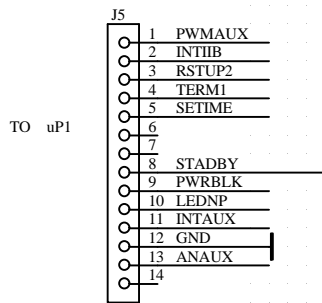 J5
1 PWMAUX
2 INTIIB
3 RSTUP2
4 TERM1
5 SETIME
TO uP1
6
7
8 STADBY
9 PWRBLK
10 LEDNP
11 INTAUX
12 GND
13 ANAUX
14